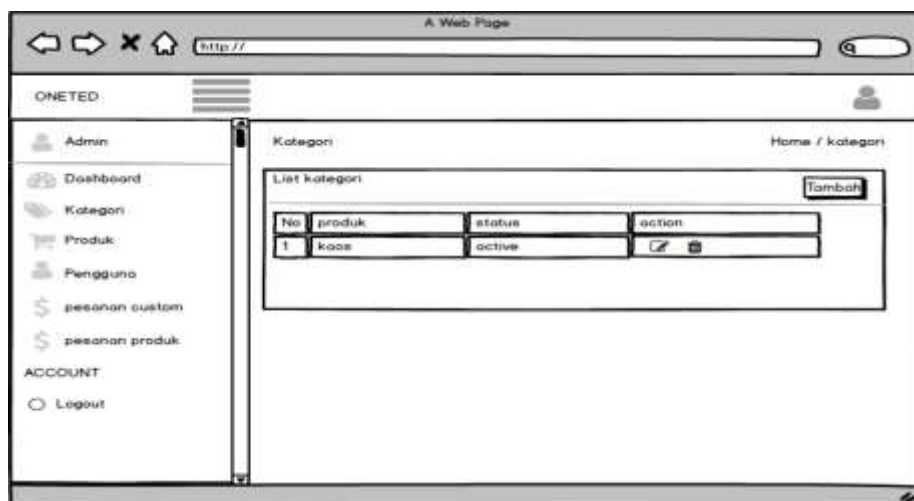 A Web Page
http://
ONETED
Admin
Dashboard
Kategori
Produk
Pengguna
pesanan custom
pesanan produk
ACCOUNT
Logout
Kategori
Home / kategori
List kategori
Tambah
No produk status action
1 kaos active